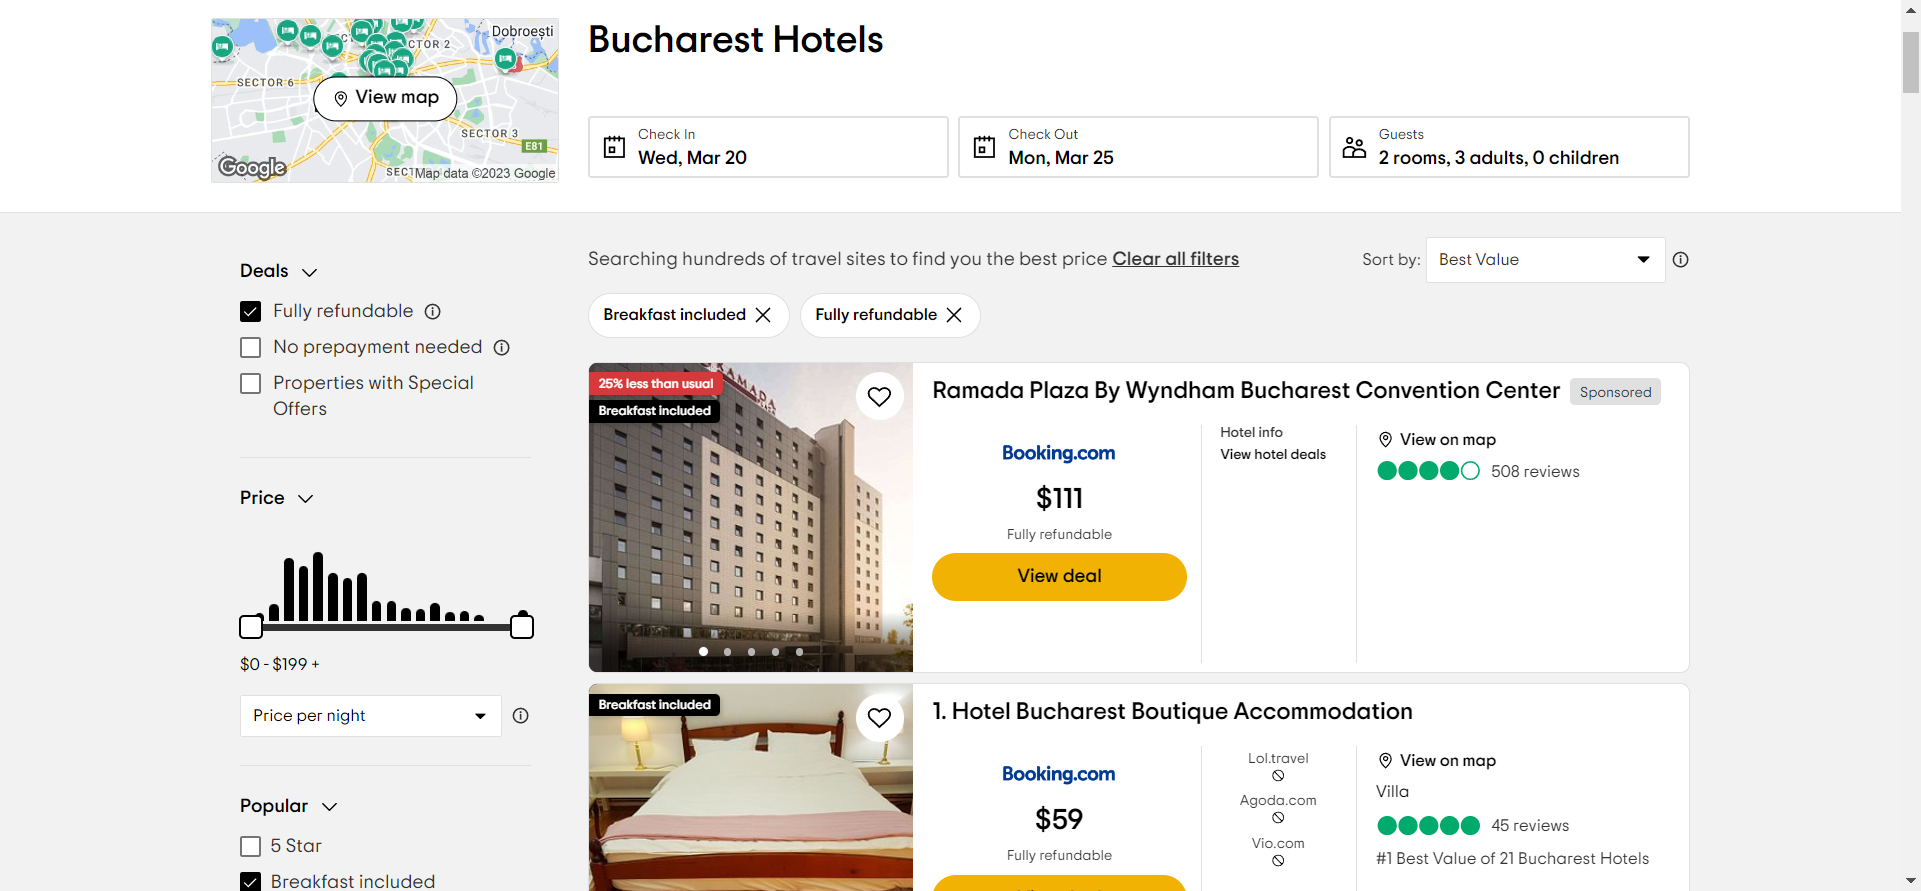 Dobroești
CTOR 2
SECTOR 6
View map
SECTOR 3
E81
Google
SECT
Map data ©2023 Google
Bucharest Hotels
Check In
Wed, Mar 20
Check Out
Mon, Mar 25
Guests
2 rooms, 3 adults, 0 children
Deals
Fully refundable
No prepayment needed
Properties with Special
Offers
Price
$0 - $199 +
Price per night
Popular
5 Star
Breakfast included
Searching hundreds of travel sites to find you the best price Clear all filters
Sort by: Best Value
Breakfast included
Fully refundable
25% less than usual
Breakfast included
RAMADA
Ramada Plaza By Wyndham Bucharest Convention Center
Sponsored
Booking.com
$111
Fully refundable
View deal
Hotel info
View hotel deals
View on map
508 reviews
Breakfast included
1. Hotel Bucharest Boutique Accommodation
Booking.com
$59
Fully refundable
Lol.travel
Agoda.com
Vio.com
View on map
Villa
45 reviews
#1 Best Value of 21 Bucharest Hotels